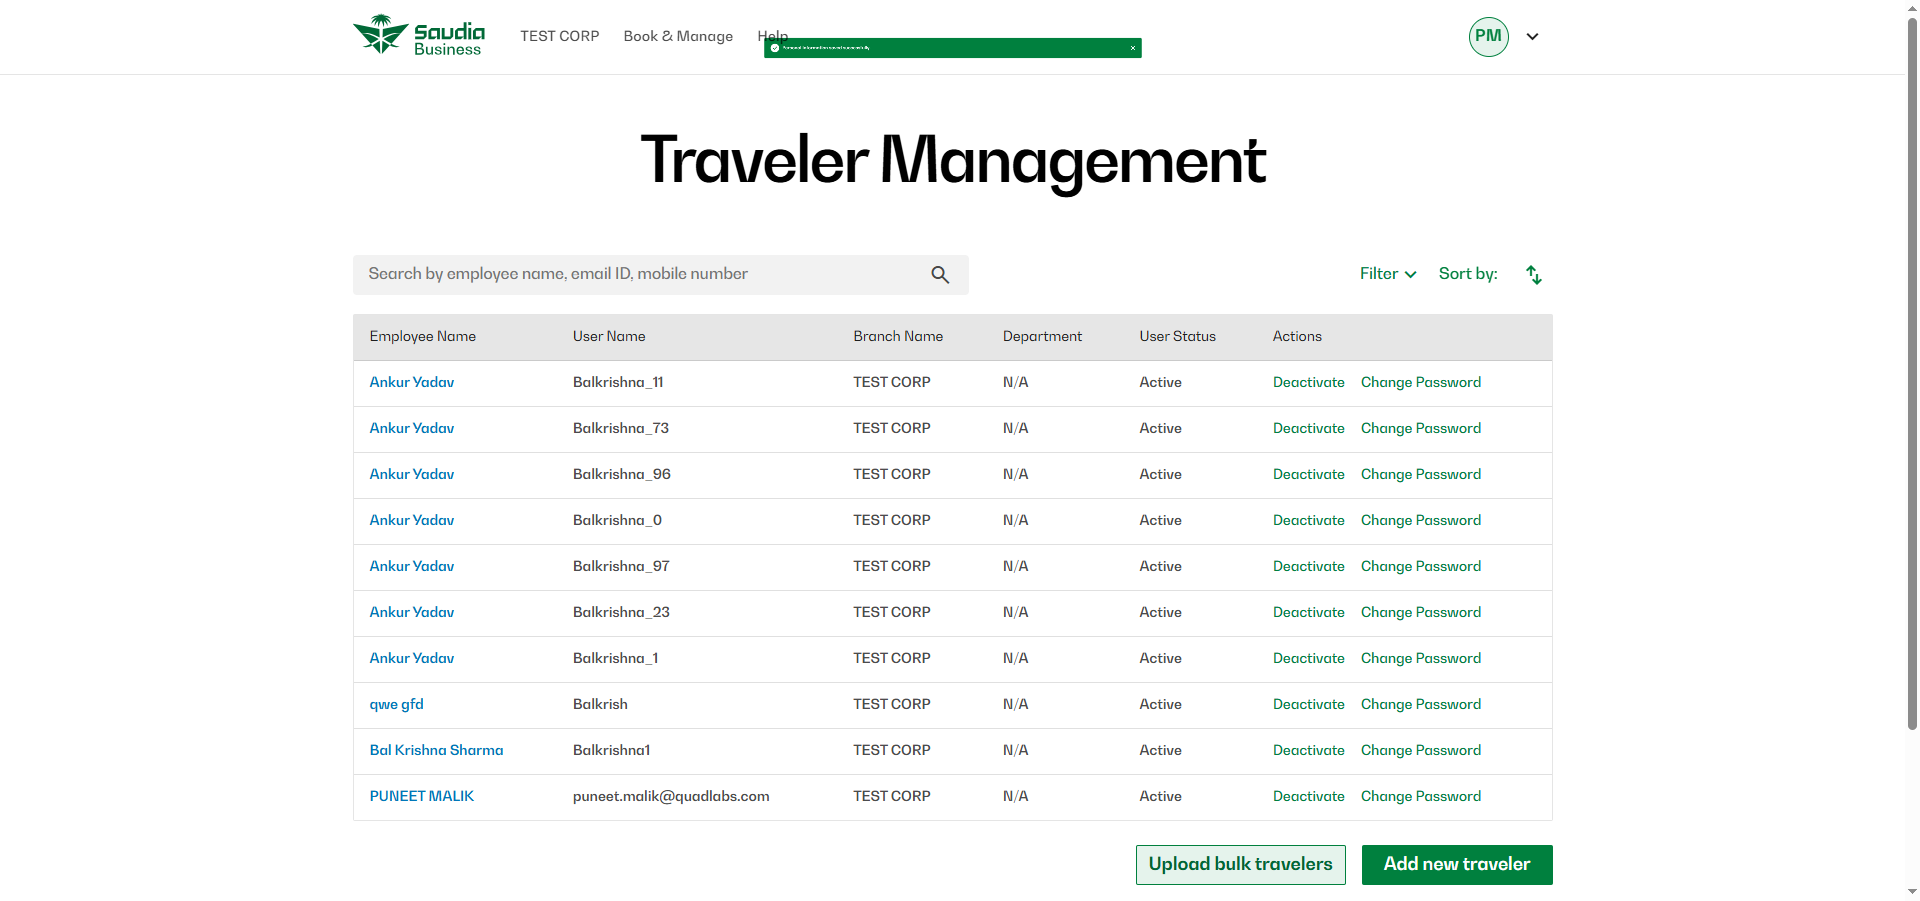 Saudia
Business
TEST CORP Book & Manage Help
Personal information saved successfully
PM
Traveler Management
Search by employee name, email ID, mobile number
Filter Sort by:
Employee Name User Name Branch Name Department User Status Actions
Ankur Yadav Balkrishna_11 TEST CORP N/A Active Deactivate Change Password
Ankur Yadav Balkrishna_73 TEST CORP N/A Active Deactivate Change Password
Ankur Yadav Balkrishna_96 TEST CORP N/A Active Deactivate Change Password
Ankur Yadav Balkrishna_0 TEST CORP N/A Active Deactivate Change Password
Ankur Yadav Balkrishna_97 TEST CORP N/A Active Deactivate Change Password
Ankur Yadav Balkrishna_23 TEST CORP N/A Active Deactivate Change Password
Ankur Yadav Balkrishna_1 TEST CORP N/A Active Deactivate Change Password
qwe gfd Balkrish TEST CORP N/A Active Deactivate Change Password
Bal Krishna Sharma Balkrishna1 TEST CORP N/A Active Deactivate Change Password
PUNEET MALIK puneet.malik@quadlabs.com TEST CORP N/A Active Deactivate Change Password
Upload bulk travelers Add new traveler